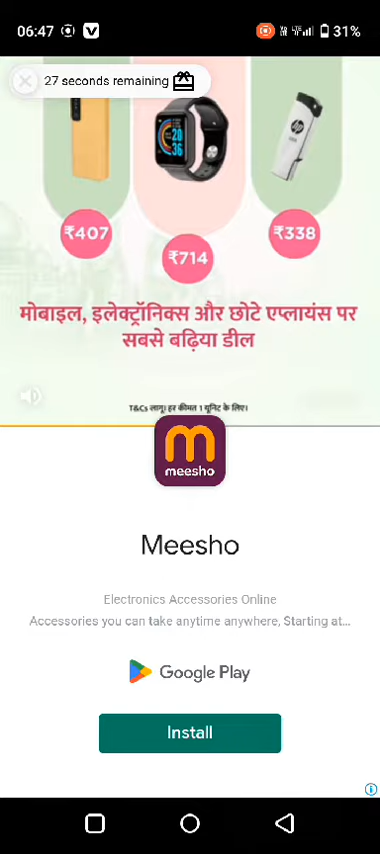 06:47
31%
27 seconds remaining
hp
₹407
₹714
₹338
मोबाइल, इलेक्ट्रॉनिक्स और छोटे एप्लायंस पर
सबसे बढ़िया डील
T&Cs लागू। हर कीमत 1 यूनिट के लिए।
meesho
Meesho
Electronics Accessories Online
Accessories you can take anytime anywhere, Starting at...
Google Play
Install